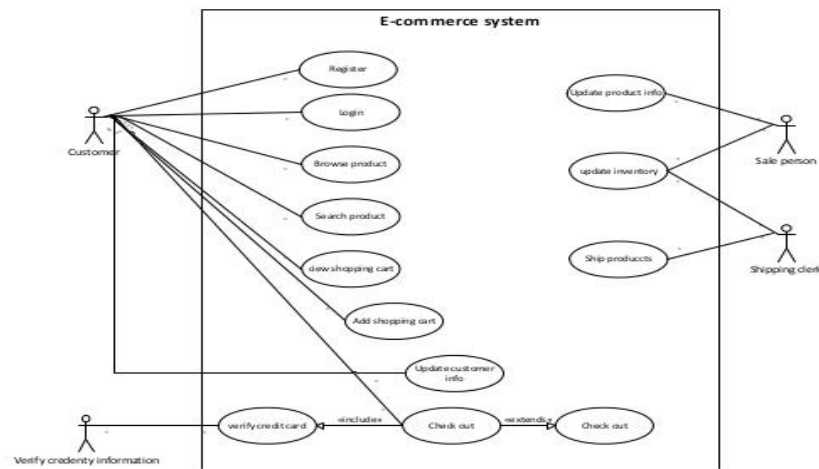 E-commerce system
Register
Update product info
Login
Customer
Sale person
Browse product
update inventory
Search product
Ship produccts
Shipping clerk
view shopping cart
Add shopping cart
Update customer
info
verify credit card
«include»
Check out
«extends»
Check out
Verify credenty information